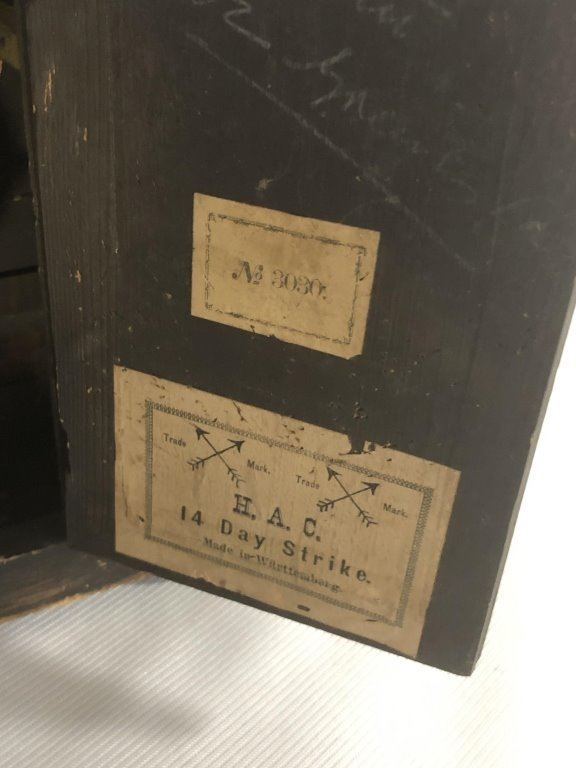 № 3030.
Trade Mark. Trade Mark.
H. A. C.
14 Day Strike.
Made in Württemberg.